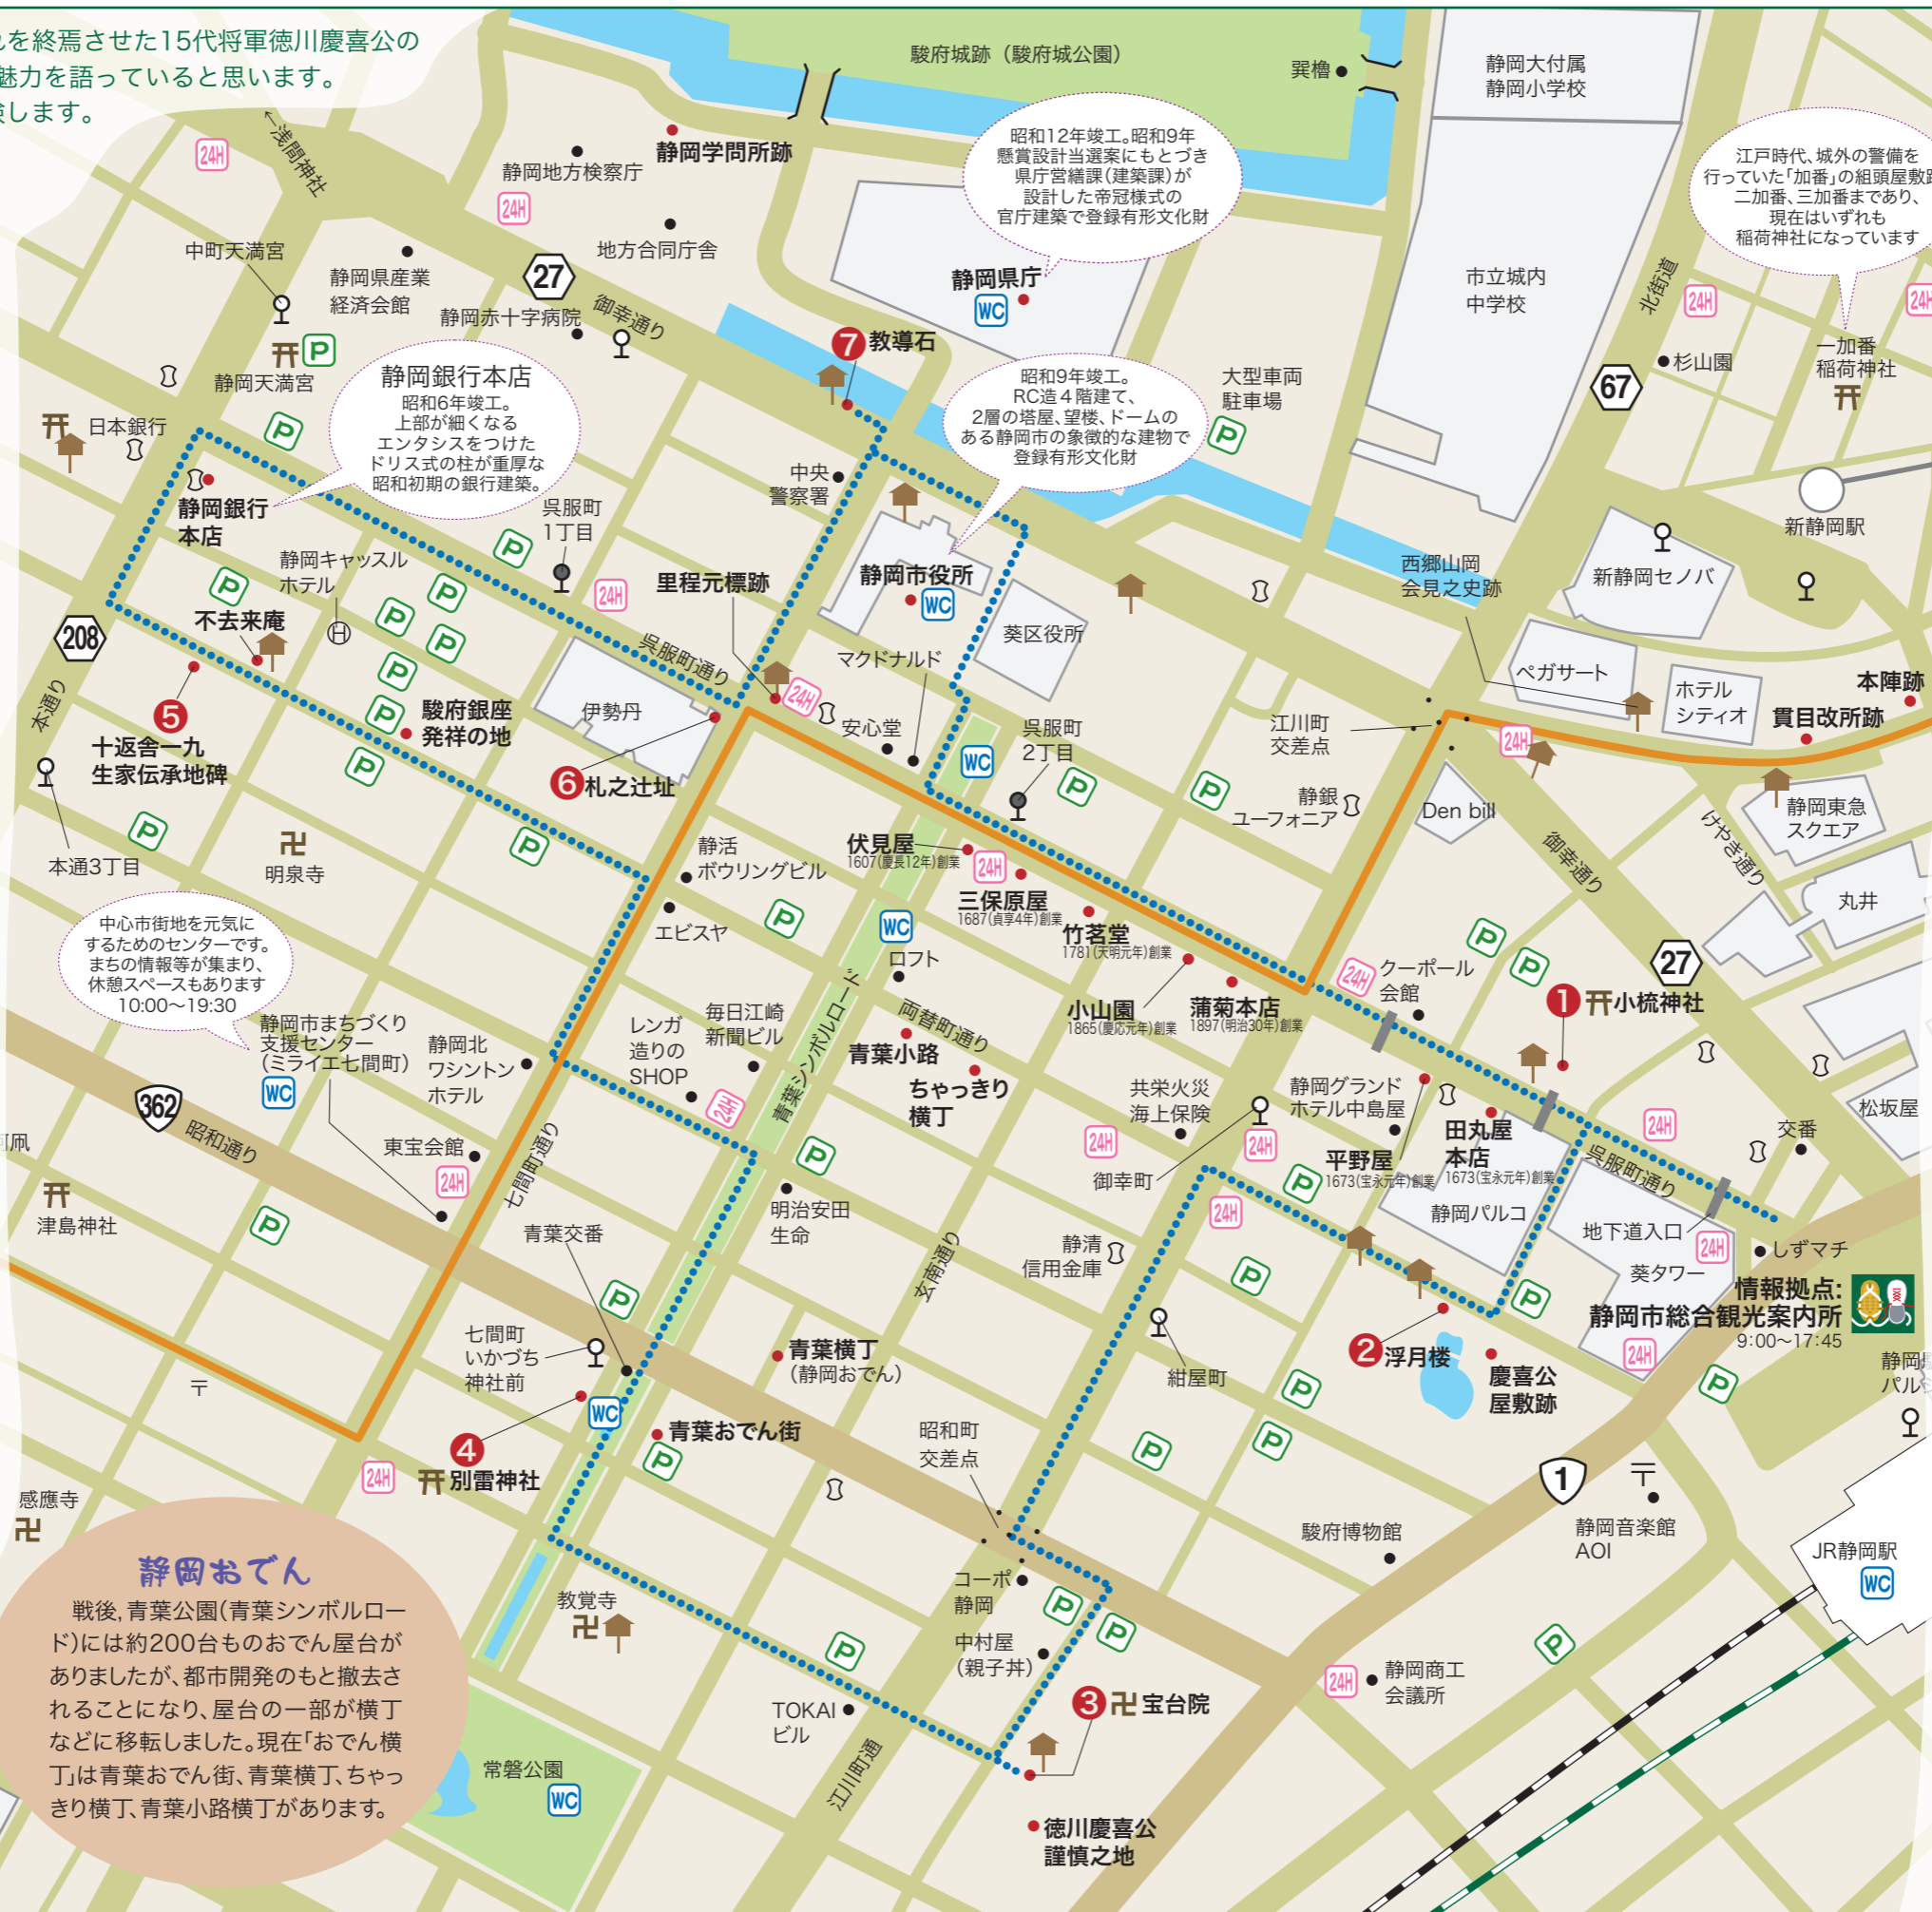 れを終焉させた15代将軍徳川慶喜公の
魅力を語っていると思います。
します。
駿府城跡（駿府城公園）
巽櫓
静岡大付属
静岡小学校
←浅間神社
24H
静岡地方検察庁
静岡学問所跡
24H
地方合同庁舎
昭和12年竣工。昭和9年
懸賞設計当選案にもとづき
県庁営繕課(建築課)が
設計した帝冠様式の
官庁建築で登録有形文化財
江戸時代、城外の警備を
行っていた「加番」の組頭屋敷跡
二加番、三加番まであり、
現在はいずれも
稲荷神社になっています
中町天満宮
静岡県産業
経済会館
27
御幸通り
静岡赤十字病院
静岡県庁
WC
市立城内
中学校
北街道
24H
24H
P
静岡天満宮
7 教導石
67
杉山園
一加番
稲荷神社
静岡銀行本店
昭和6年竣工。
上部が細くなる
エンタシスをつけた
ドリス式の柱が重厚な
昭和初期の銀行建築。
昭和9年竣工。
RC造4階建て、
2層の塔屋、望楼、ドームの
ある静岡市の象徴的な建物で
登録有形文化財
大型車両
駐車場
P
日本銀行
P
静岡銀行
本店
中央
警察署
呉服町
1丁目
P
新静岡駅
静岡キャッスル
ホテル
H
P
P
P
P
24H
里程元標跡
静岡市役所
WC
葵区役所
西郷山岡
会見之史跡
新静岡セノバ
208
不去来庵
本通り
呉服町通り
マクドナルド
ペガサート
ホテル
シティオ
本陣跡
貫目改所跡
5
十返舎一九
生家伝承地碑
P
P
駿府銀座
発祥の地
伊勢丹
24H
安心堂
WC
呉服町
2丁目
江川町
交差点
24H
6 札之辻址
P
P
P
静銀
ユーフォニア
Den bill
静岡東急
スクエア
けやき通り
御幸通り
本通3丁目
P
明泉寺
P
静活
ボウリングビル
伏見屋
1607(慶長12年)創業
24H
三保原屋
1687(貞享4年)創業
竹茗堂
1781(天明元年)創業
丸井
中心市街地を元気に
するためのセンターです。
まちの情報等が集まり、
休憩スペースもあります
10:00～19:30
エビスヤ
P
WC
ロフト
小山園
1865(慶応元年)創業
蒲菊本店
1897(明治30年)創業
24H
クーポール
会館
P
P
27
1 小梳神社
静岡市まちづくり
支援センター
(ミライエ七間町)
WC
静岡北
ワシントン
ホテル
レンガ
造りの
SHOP
毎日江崎
新聞ビル
24H
青葉シンボルロード
両替町通り
青葉小路
ちゃっきり
横丁
362
昭和通り
東宝会館
24H
七間町通り
共栄火災
海上保険
24H
御幸町
24H
静岡グランド
ホテル中島屋
平野屋
1673(宝永元年)創業
田丸屋
本店
1673(宝永元年)創業
24H
呉服町通り
松坂屋
交番
津島神社
P
青葉交番
P
明治安田
生命
玄南通り
静清
信用金庫
P
24H
P
静岡パルコ
地下道入口
24H
葵タワー
しずマチ
情報拠点:
静岡市総合観光案内所
9:00～17:45
静岡
パル
P
24H
P
P
七間町
いかづち
神社前
青葉横丁
(静岡おでん)
紺屋町
2 浮月楼
慶喜公
屋敷跡
P
〒
WC
4
別雷神社
24H
青葉おでん街
P
昭和町
交差点
P
P
1
〒
静岡音楽館
AOI
駿府博物館
JR静岡駅
WC
感應寺
静岡おでん
戦後,青葉公園(青葉シンボルロー
ド)には約200台ものおでん屋台が
ありましたが、都市開発のもと撤去さ
れることになり、屋台の一部が横丁
などに移転しました。現在「おでん横
丁」は青葉おでん街、青葉横丁、ちゃっ
きり横丁、青葉小路横丁があります。
教覚寺
コーポ
静岡
P
P
中村屋
(親子丼)
P
TOKAI
ビル
江川町通
3 宝台院
24H
静岡商工
会議所
P
常磐公園
WC
徳川慶喜公
謹慎之地